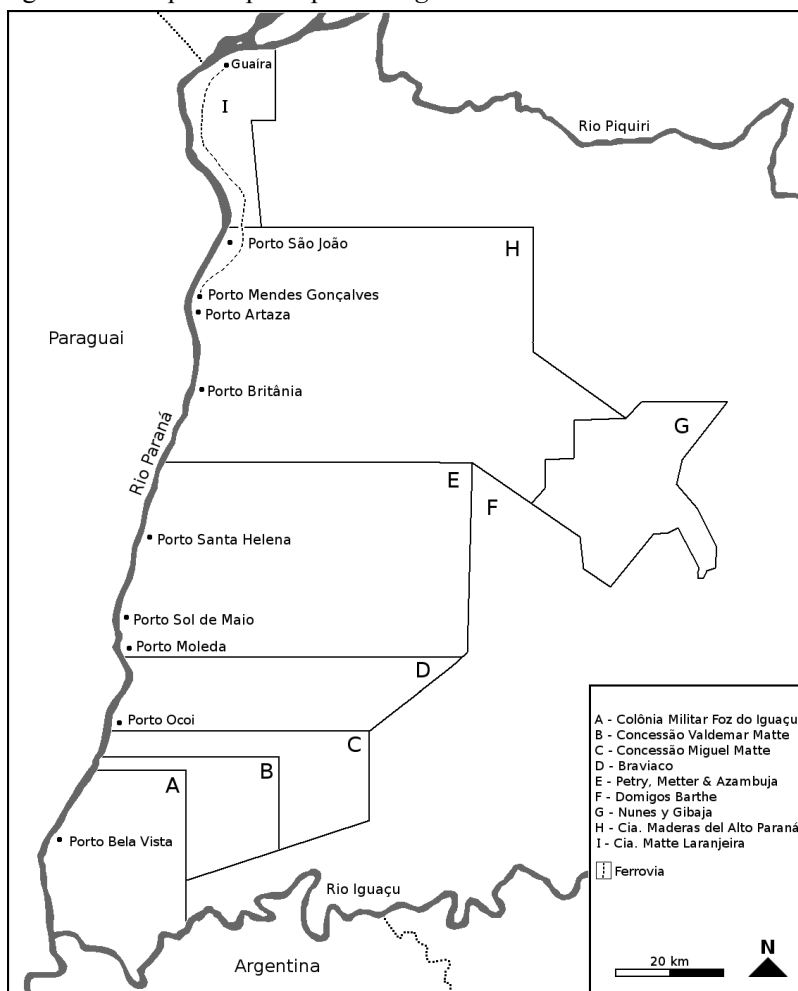 Guaíra
I
Rio Piquiri
Porto São João
H
Porto Mendes Gonçalves
Porto Artaza
Paraguai
Porto Britânia
G
Rio Paraná
E
F
Porto Santa Helena
Porto Sol de Maio
Porto Moleda
D
Porto Ocoi
C
B
A
Porto Bela Vista
Rio Iguaçu
Argentina
A - Colônia Militar Foz do Iguaçu
B - Concessão Valdemar Matte
C - Concessão Miguel Matte
D - Braviaco
E - Petry, Metter & Azambuja
F - Domigos Barthe
G - Nunes y Gibaja
H - Cia. Maderas del Alto Paraná
I - Cia. Matte Laranjeira
Ferrovia
20 km
N